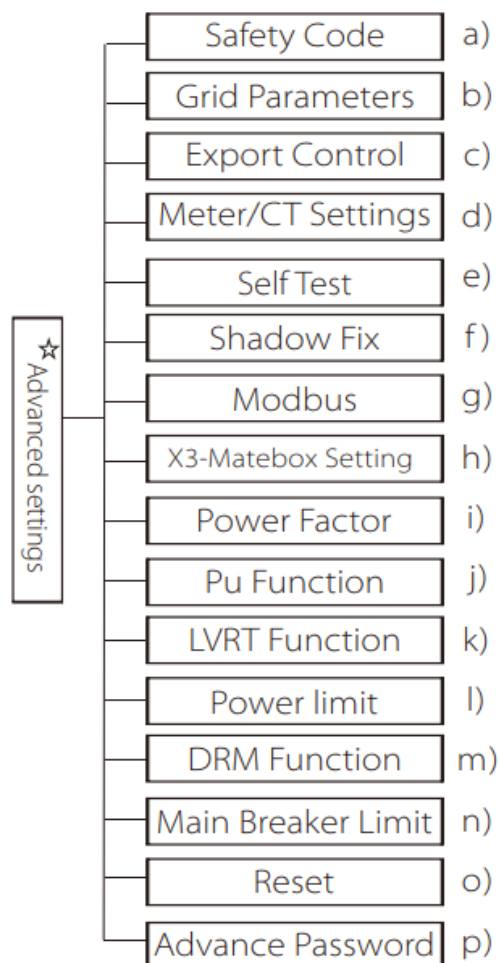 Safety Code a)
Grid Parameters b)
Export Control c)
Meter/CT Settings d)
Self Test e)
Shadow Fix f)
Modbus g)
X3-Matebox Setting h)
Power Factor i)
Pu Function j)
LVRT Function k)
Power limit l)
DRM Function m)
Main Breaker Limit n)
Reset o)
Advance Password p)
☆ Advanced settings